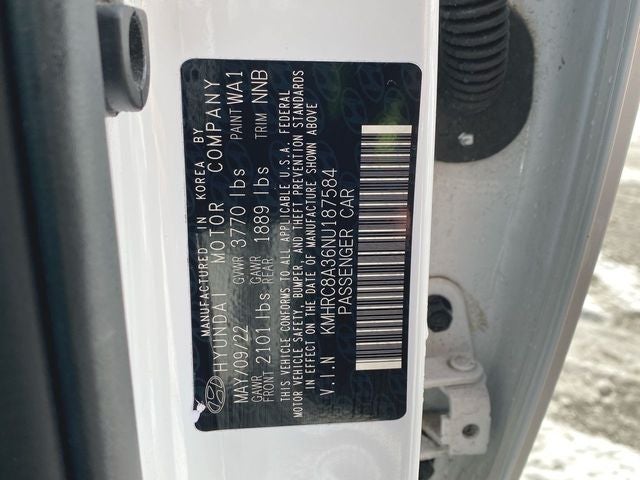 MANUFACTURED IN KOREA BY
HYUNDAI MOTOR COMPANY
MAY/09/22 GVWR 3770 lbs PAINT WA1
GAWR FRONT 2101 lbs GAWR REAR 1889 lbs TRIM NNB
THIS VEHICLE CONFORMS TO ALL APPLICABLE U.S.A. FEDERAL
MOTOR VEHICLE SAFETY, BUMPER, AND THEFT PREVENTION STANDARDS
IN EFFECT ON THE DATE OF MANUFACTURE SHOWN ABOVE
V.I.N KMHRC8A36NU187584
PASSENGER CAR